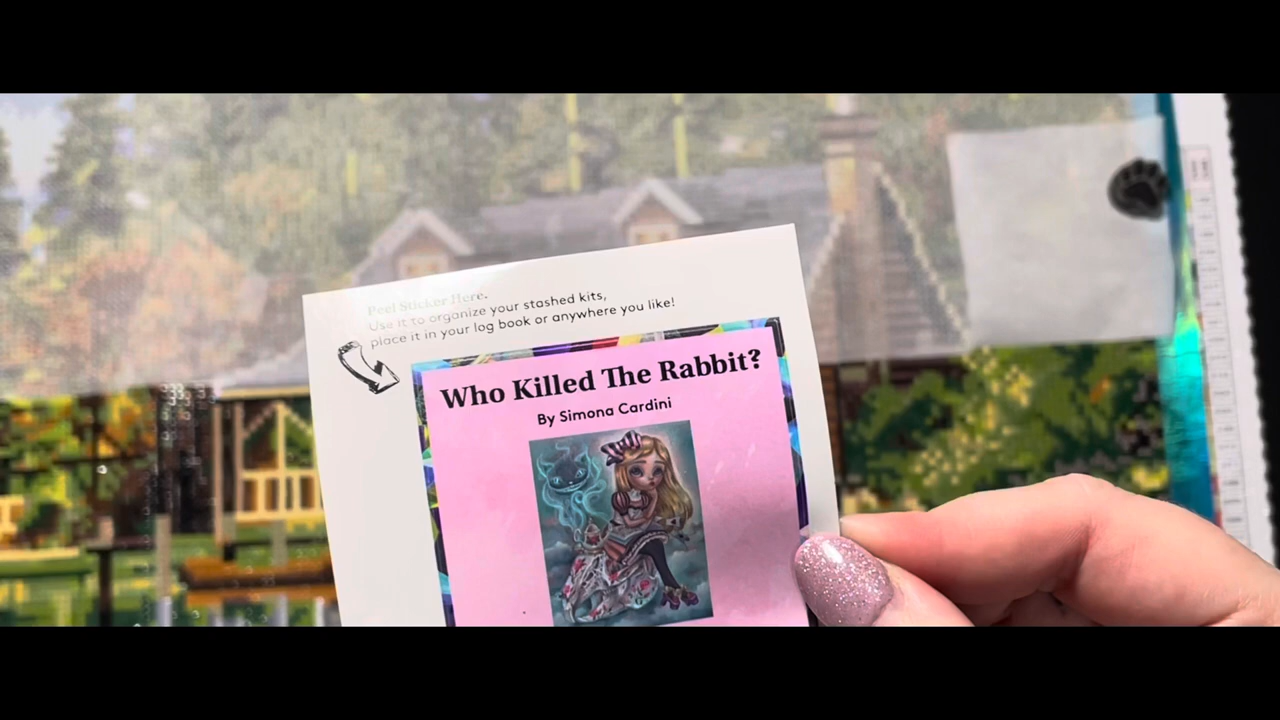 Peel Sticker Here.
Use it to organize your stashed kits,
place it in your log book or anywhere you like!
Who Killed The Rabbit?
By Simona Cardini